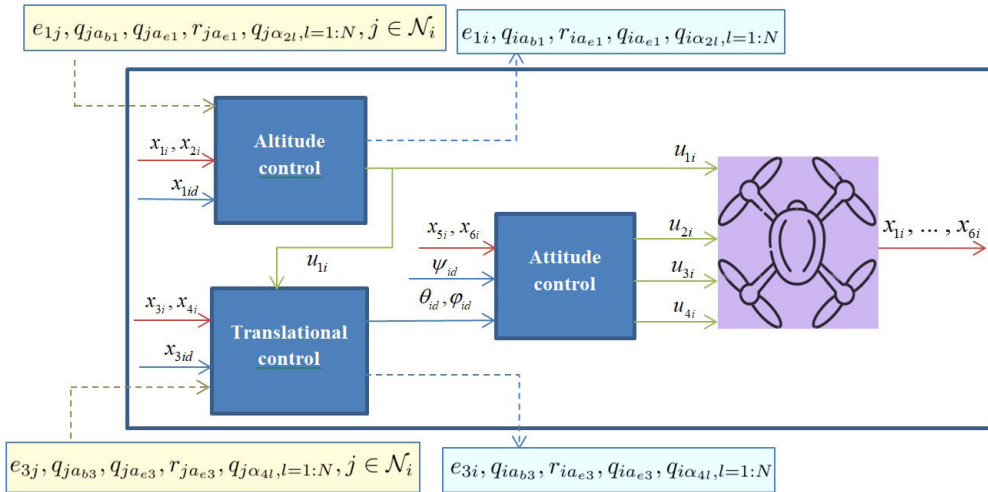 e_{1j}, q_{ja_{b1}}, q_{ja_{e1}}, r_{ja_{e1}}, q_{jα_{2l},l=1:N}, j ∈ 𝒩_i
e_{1i}, q_{ia_{b1}}, r_{ia_{e1}}, q_{ia_{e1}}, q_{iα_{2l},l=1:N}
x_{1i}, x_{2i}
x_{1id}
Altitude
control
u_{1i}
u_{1i}
x_{3i}, x_{4i}
x_{3id}
Translational
control
x_{5i}, x_{6i}
ψ_{id}
θ_{id}, φ_{id}
Attitude
control
u_{2i}
u_{3i}
u_{4i}
x_{1i}, ... , x_{6i}
e_{3j}, q_{ja_{b3}}, q_{ja_{e3}}, r_{ja_{e3}}, q_{jα_{4l},l=1:N}, j ∈ 𝒩_i
e_{3i}, q_{ia_{b3}}, r_{ia_{e3}}, q_{ia_{e3}}, q_{iα_{4l},l=1:N}